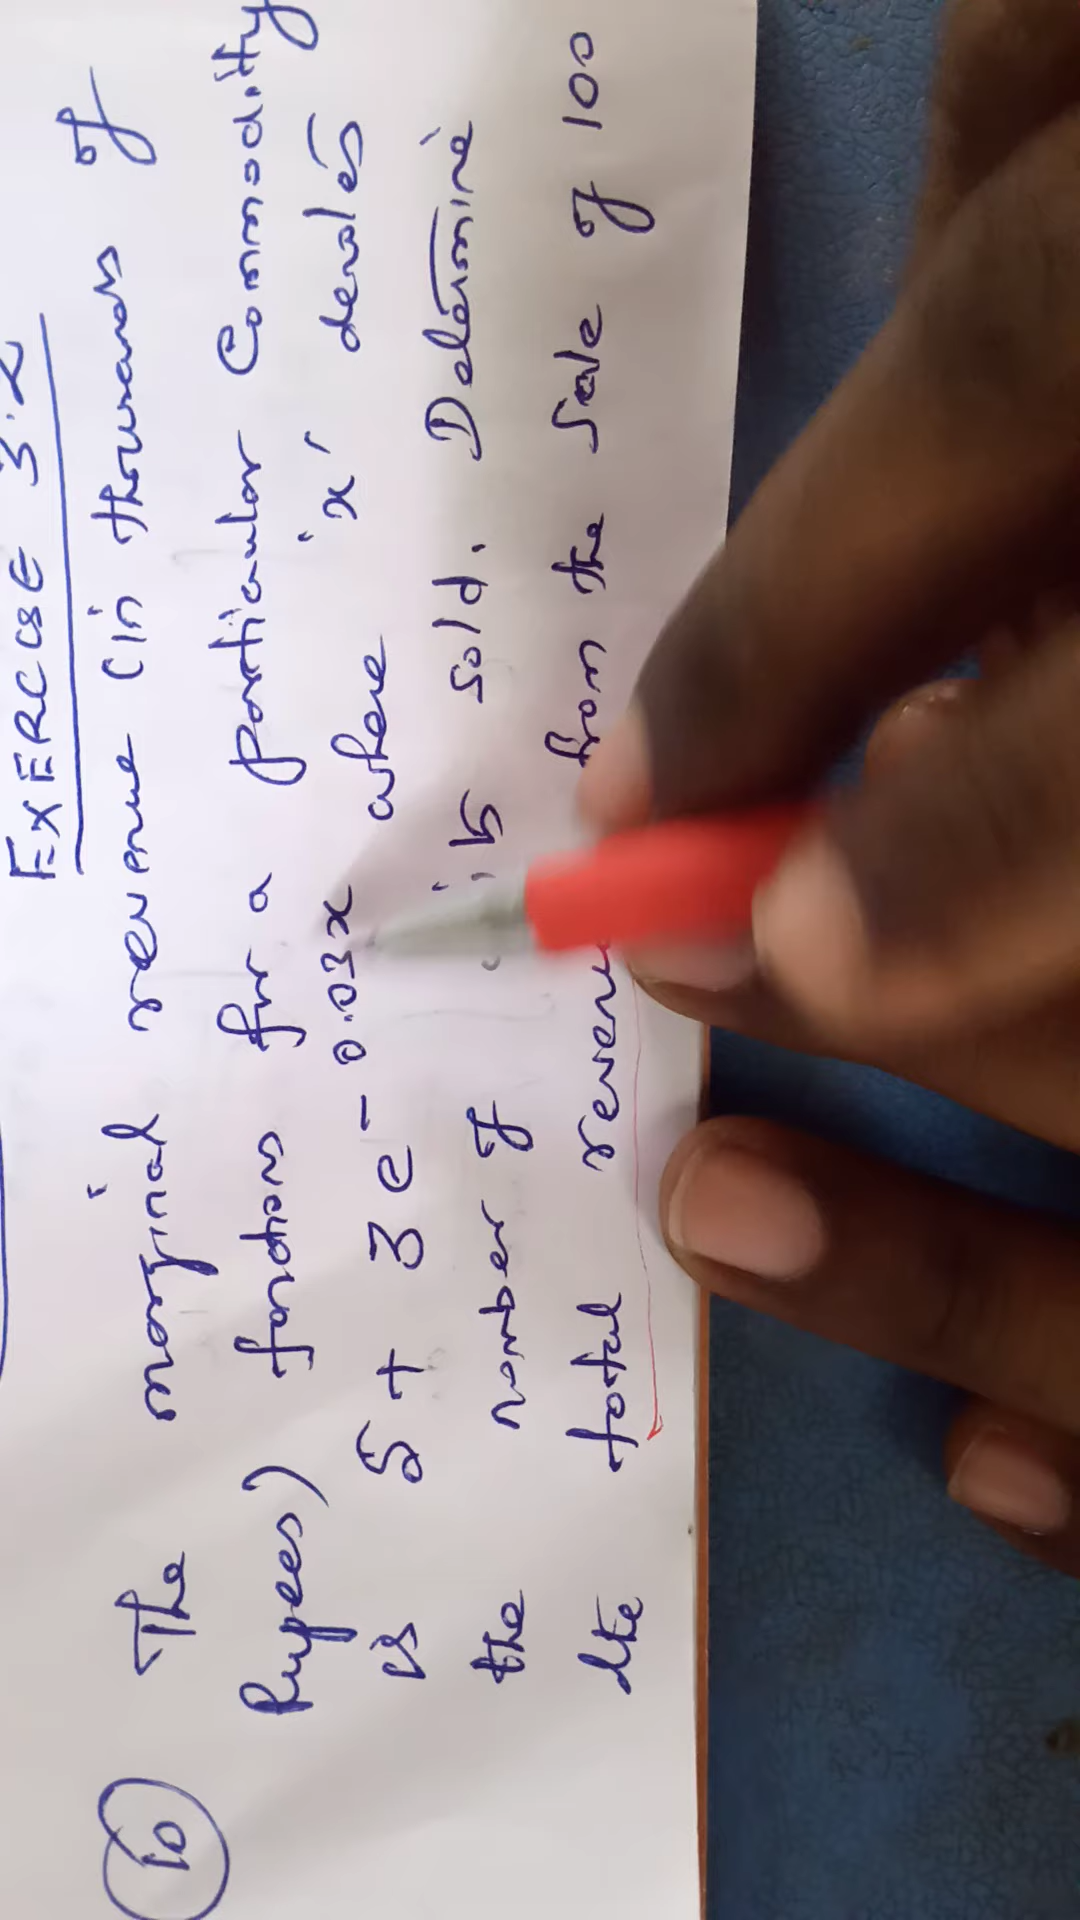 EXERCISE 3.2
10 The marginal revenue (in thousands of
Rupees) functions for a particular Commodity
is 5 + 3e^-0.03x where 'x' denotes
the number of sold. Determine
the total from the Sale of 100